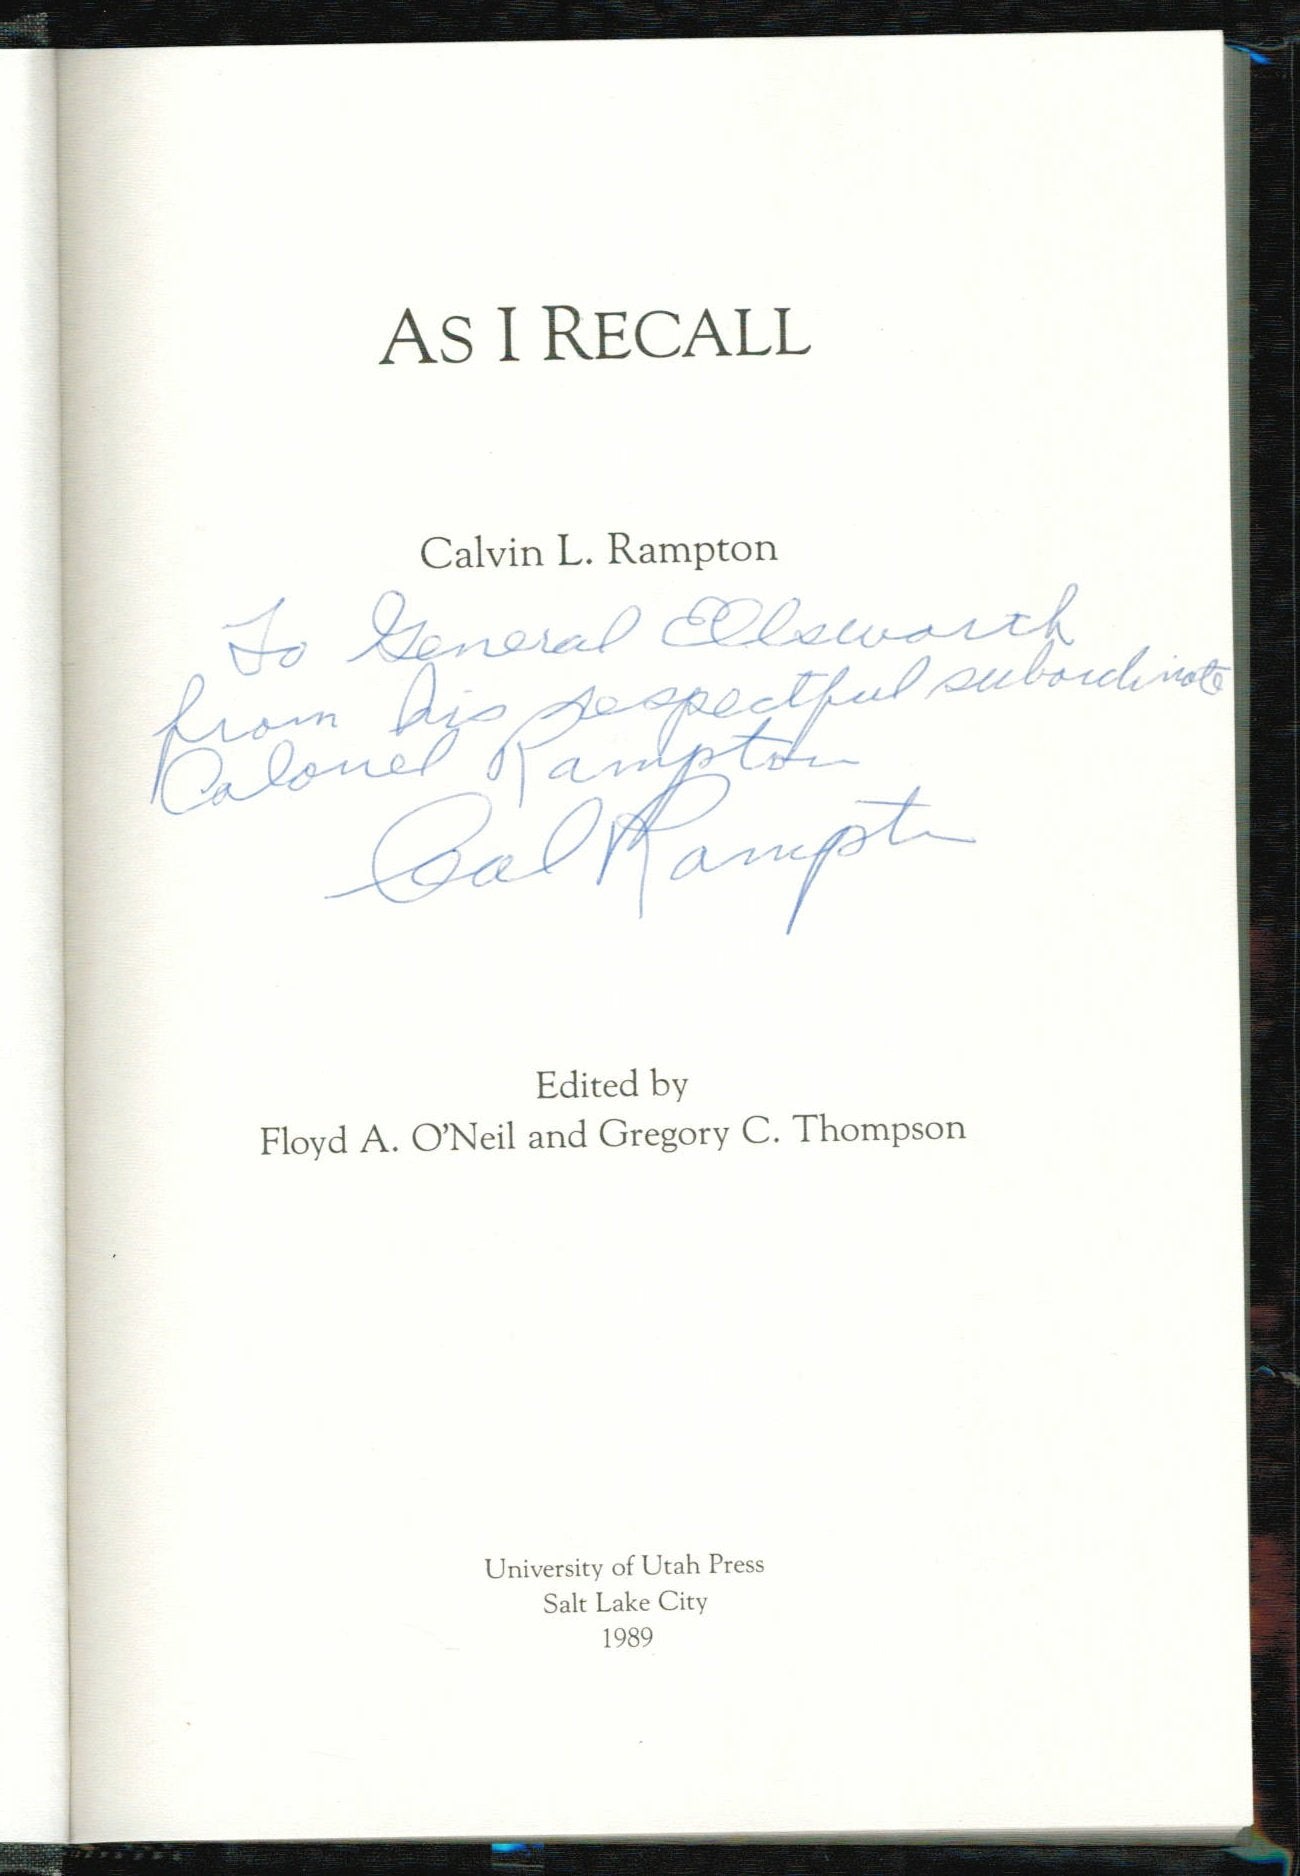 AS I RECALL
Calvin L. Rampton
To General Ellsworth
from his respectful subordinate
Colonel Rampton
Cal Rampton
Edited by
Floyd A. O'Neil and Gregory C. Thompson
University of Utah Press
Salt Lake City
1989